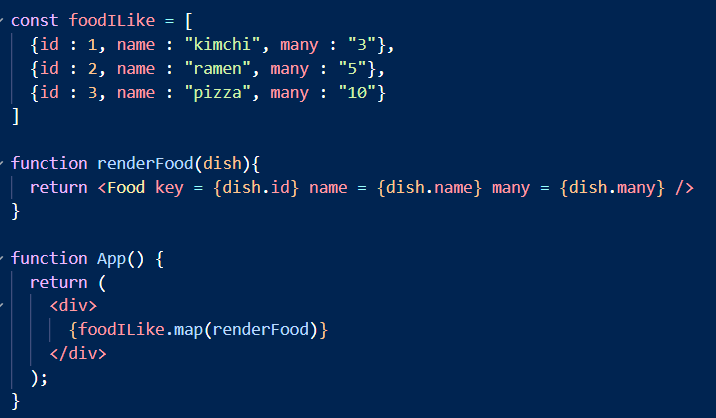 const foodILike = [
  {id : 1, name : "kimchi", many : "3"},
  {id : 2, name : "ramen", many : "5"},
  {id : 3, name : "pizza", many : "10"}
]

function renderFood(dish){
  return <Food key = {dish.id} name = {dish.name} many = {dish.many} />
}

function App() {
  return (
    <div>
      {foodILike.map(renderFood)}
    </div>
  );
}